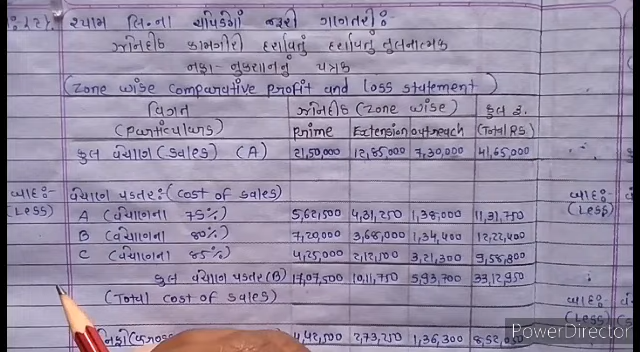 શ્યામ લિ.ના ચોપડેથી જરૂરી ગણતરી:-
ઝોનદીઠ કામગીરી દર્શાવતું દર્શાવતું તુલનાત્મક
નફા-નુકસાનનું પત્રક
(Zone wise comparative profit and loss statement)
વિગત ઝોનદીઠ (Zone wise) કુલ રૂ.
(Particulars) Prime Extension outreach (Total RS.)
કુલ વેચાણ (Sales) (A) 21,50,000 12,85,000 7,30,000 41,65,000
બાદ:- વેચાણ પડતર: (Cost of sales) બાદ:-
(Less) A (વેચાણના 75%) 5,62,500 4,31,250 1,38,000 11,31,750 (Less)
B (વેચાણના 80%) 7,20,000 3,68,000 1,34,400 12,22,400
C (વેચાણના 85%) 4,25,000 2,12,500 3,21,300 9,58,800
કુલ વેચાણ પડતર (B) 17,07,500 10,11,750 5,93,700 33,12,950
(Total cost of sales) બાદ:-
(Less)
4,42,500 2,73,250 1,36,300 8,52,050
PowerDirector